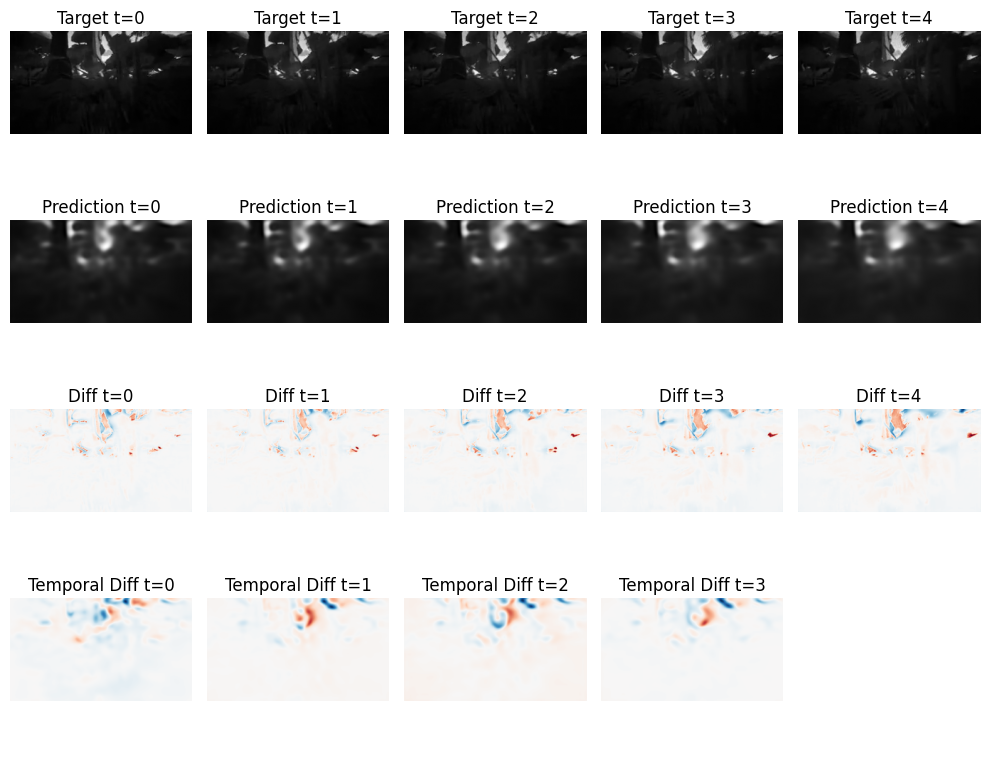 Target t=0
Target t=1
Target t=2
Target t=3
Target t=4
Prediction t=0
Prediction t=1
Prediction t=2
Prediction t=3
Prediction t=4
Diff t=0
Diff t=1
Diff t=2
Diff t=3
Diff t=4
Temporal Diff t=0
Temporal Diff t=1
Temporal Diff t=2
Temporal Diff t=3